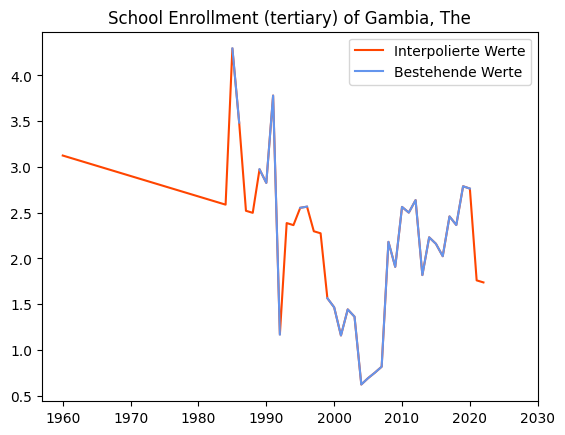 School Enrollment (tertiary) of Gambia, The
Interpolierte Werte
Bestehende Werte
4.0
3.5
3.0
2.5
2.0
1.5
1.0
0.5
1960 1970 1980 1990 2000 2010 2020 2030